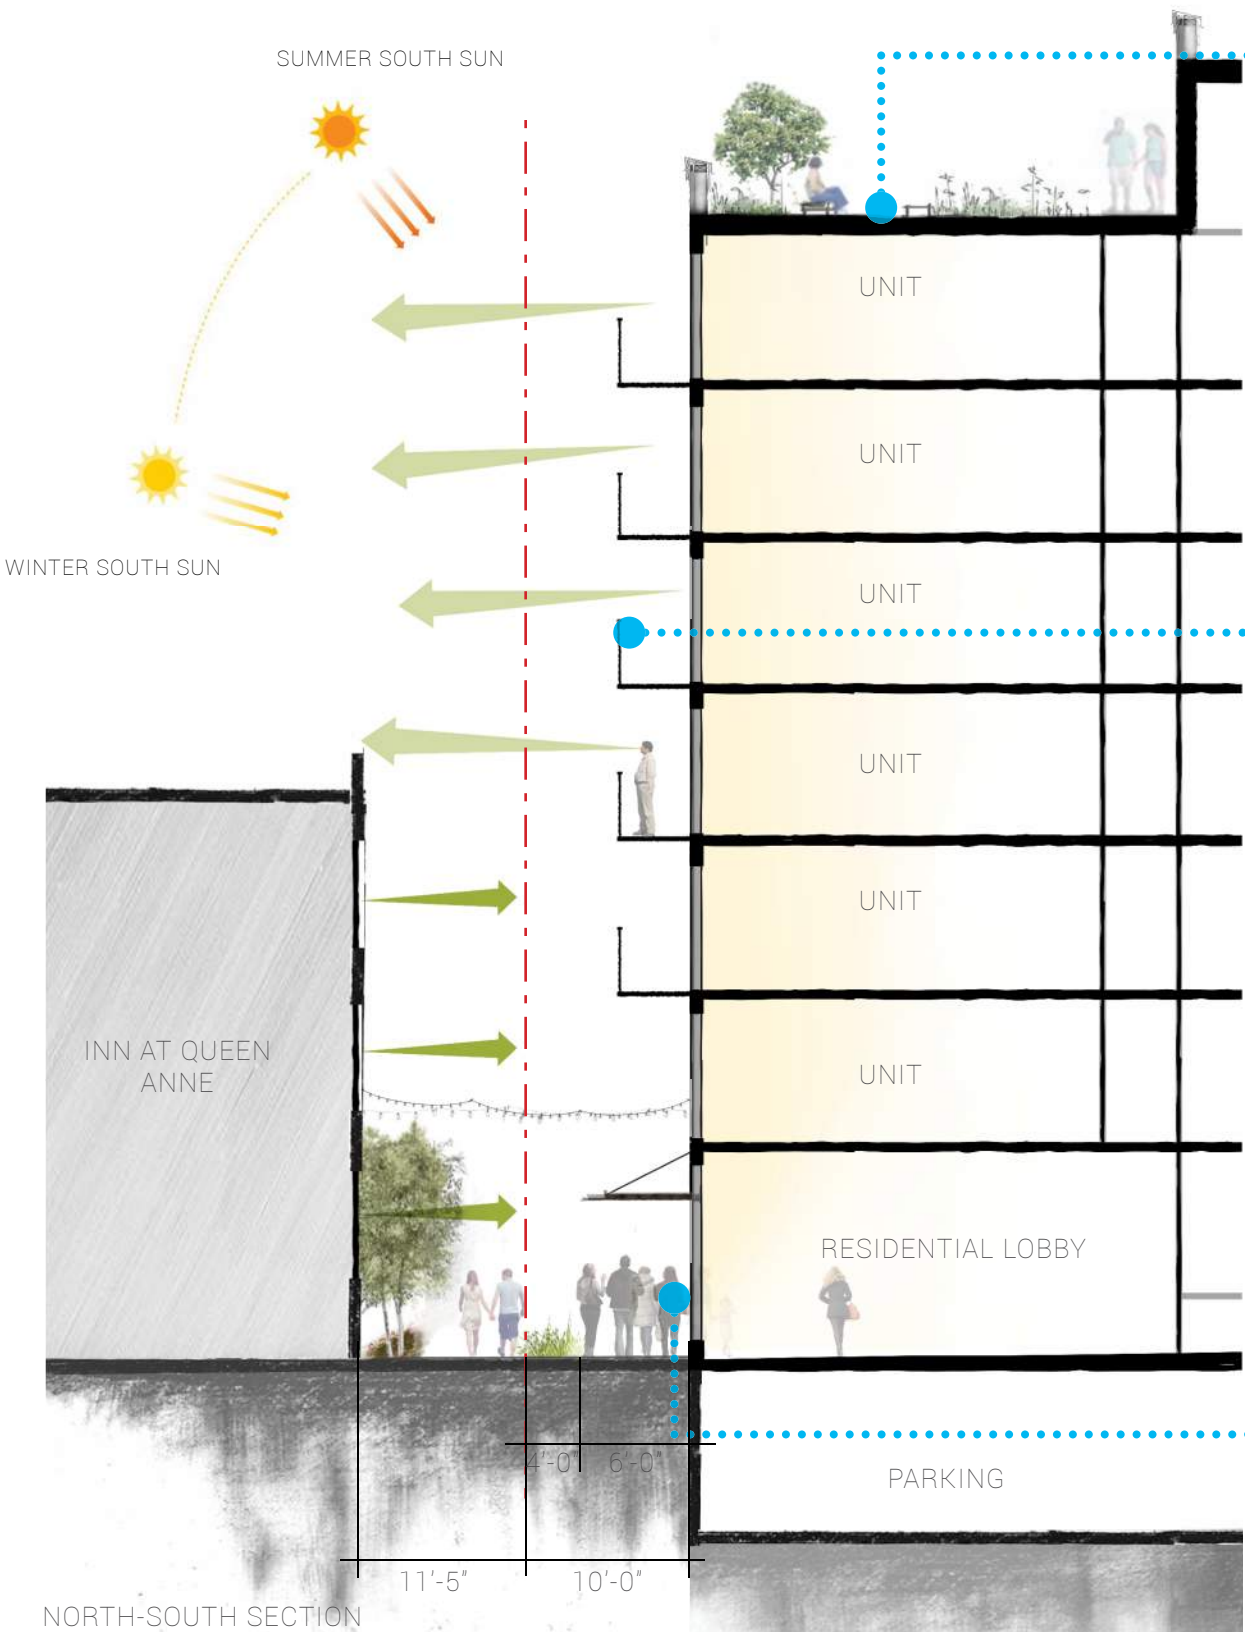 SUMMER SOUTH SUN
UNIT
UNIT
WINTER SOUTH SUN
UNIT
UNIT
UNIT
INN AT QUEEN
ANNE
UNIT
RESIDENTIAL LOBBY
4'-0"
6'-0"
PARKING
11'-5"
10'-0"
NORTH-SOUTH SECTION